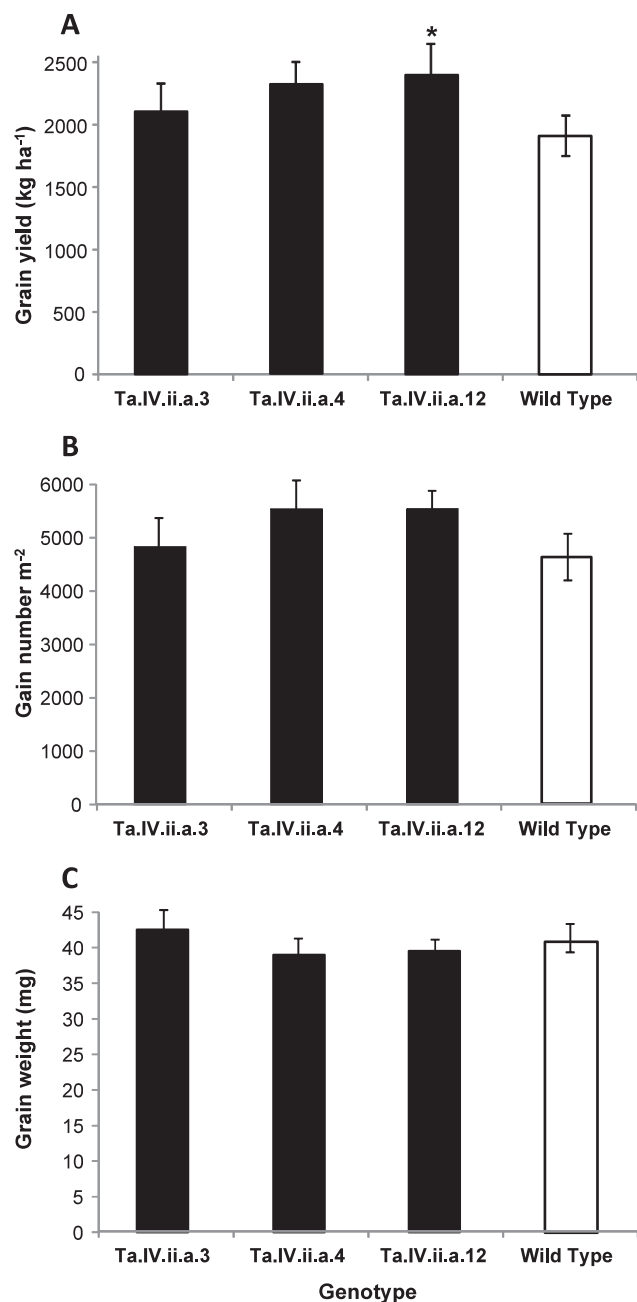 A
*
Grain yield (kg ha⁻¹)
2500
2000
1500
1000
500
0
Ta.IV.ii.a.3 Ta.IV.ii.a.4 Ta.IV.ii.a.12 Wild Type
B
Gain number m⁻²
6000
5000
4000
3000
2000
1000
0
Ta.IV.ii.a.3 Ta.IV.ii.a.4 Ta.IV.ii.a.12 Wild Type
C
Grain weight (mg)
45
40
35
30
25
20
15
10
5
0
Ta.IV.ii.a.3 Ta.IV.ii.a.4 Ta.IV.ii.a.12 Wild Type
Genotype